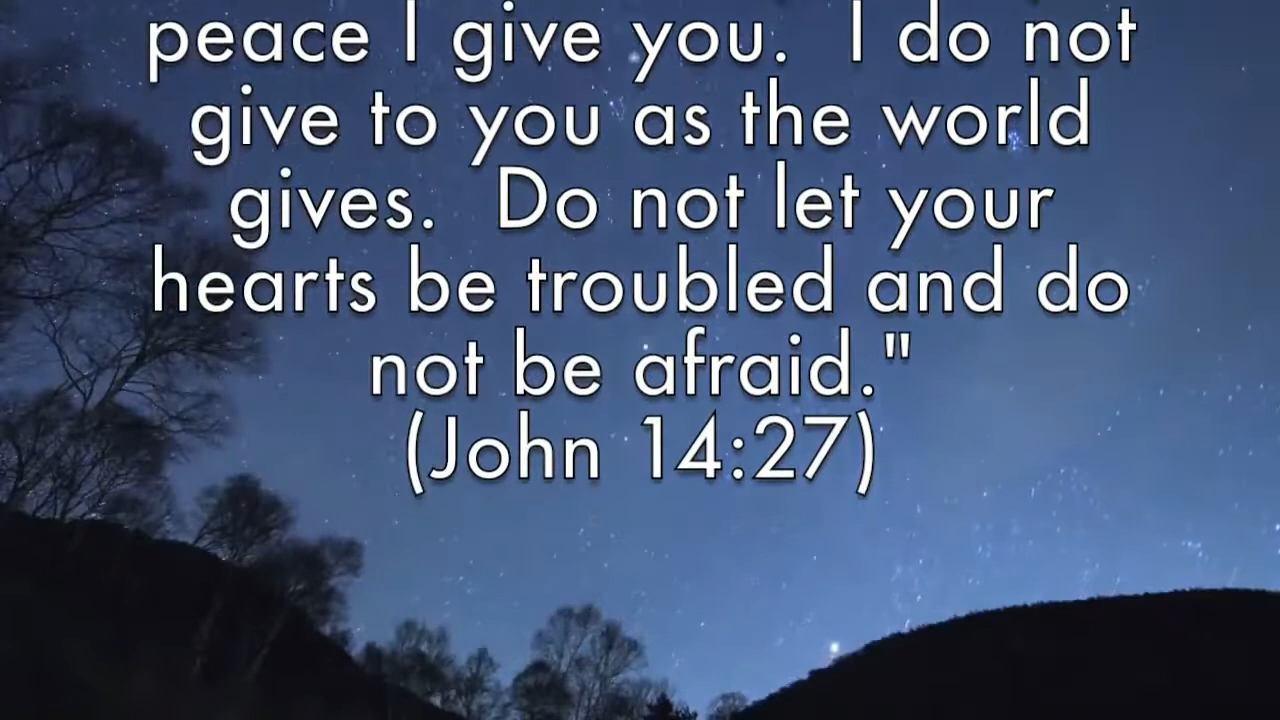 peace I give you. I do not
give to you as the world
gives. Do not let your
hearts be troubled and do
not be afraid."
(John 14:27)